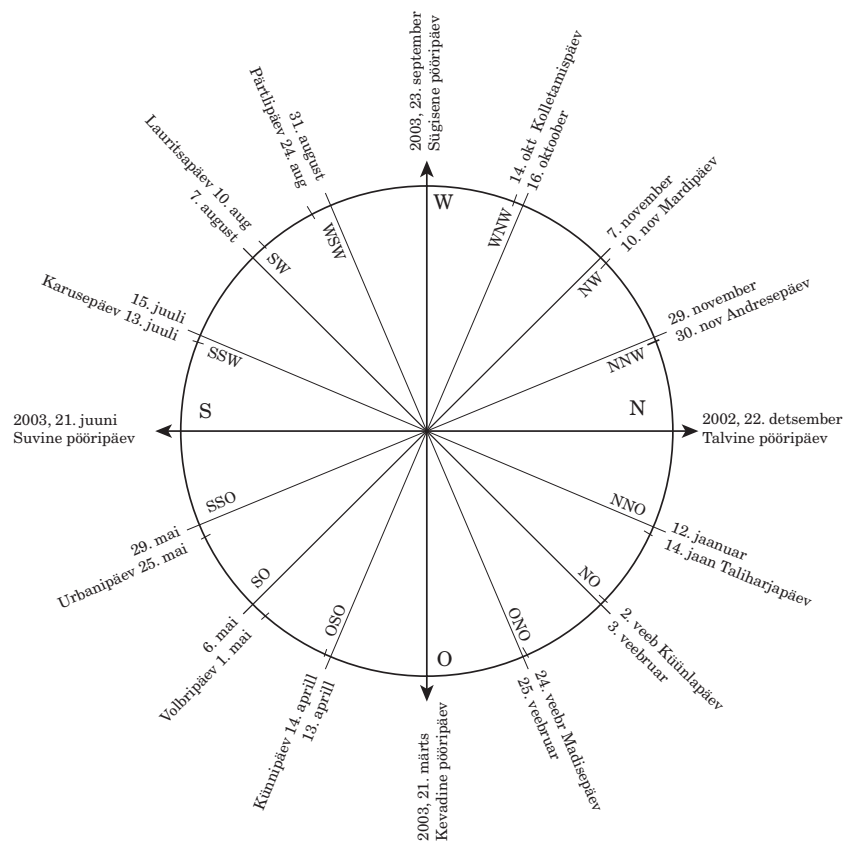 2003, 23. september
Sügisene pööripäev
W
14. okt Kolletamispäev
16. oktoober
WNW
7. november
10. nov Mardipäev
NW
29. november
30. nov Andresepäev
NNW
N
2002, 22. detsember
Talvine pööripäev
NNO
12. jaanuar
14. jaan Taliharjapäev
NO
2. veeb Küünlapäev
3. veebruar
ONO
24. veebr Madisepäev
25. veebruar
O
2003, 21. märts
Kevadine pööripäev
OSO
Künnipäev 14. aprill
13. aprill
SO
6. mai
Volbripäev 1. mai
SSO
29. mai
Urbanipäev 25. mai
S
2003, 21. juuni
Suvine pööripäev
SSW
15. juuli
Karusepäev 13. juuli
SW
Lauritsapäev 10. aug
7. august
WSW
31. august
Pärtlipäev 24. aug